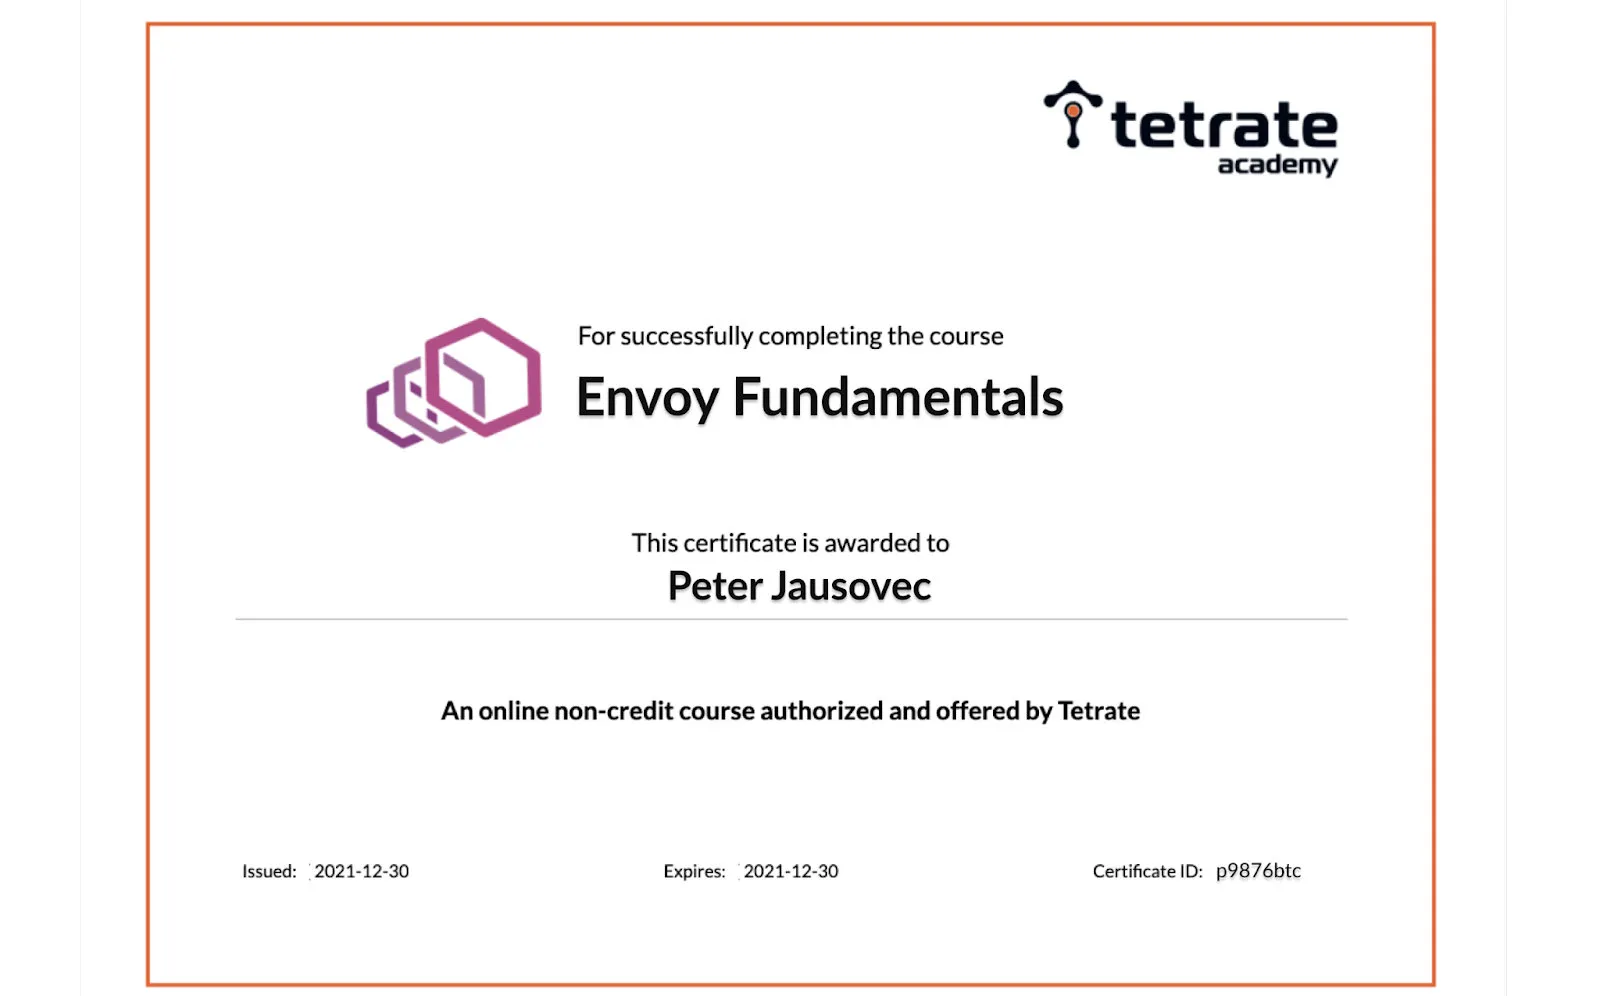 tetrate
academy
For successfully completing the course
Envoy Fundamentals
This certificate is awarded to
Peter Jausovec
An online non-credit course authorized and offered by Tetrate
Issued: 2021-12-30
Expires: 2021-12-30
Certificate ID: p9876btc